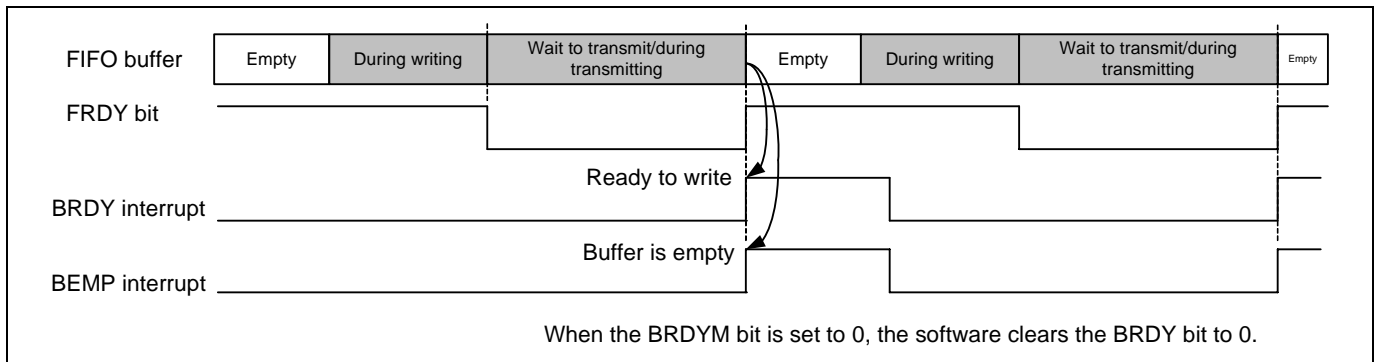 FIFO buffer
Empty
During writing
Wait to transmit/during
transmitting
Empty
During writing
Wait to transmit/during
transmitting
Empty
FRDY bit
Ready to write
BRDY interrupt
Buffer is empty
BEMP interrupt
When the BRDYM bit is set to 0, the software clears the BRDY bit to 0.